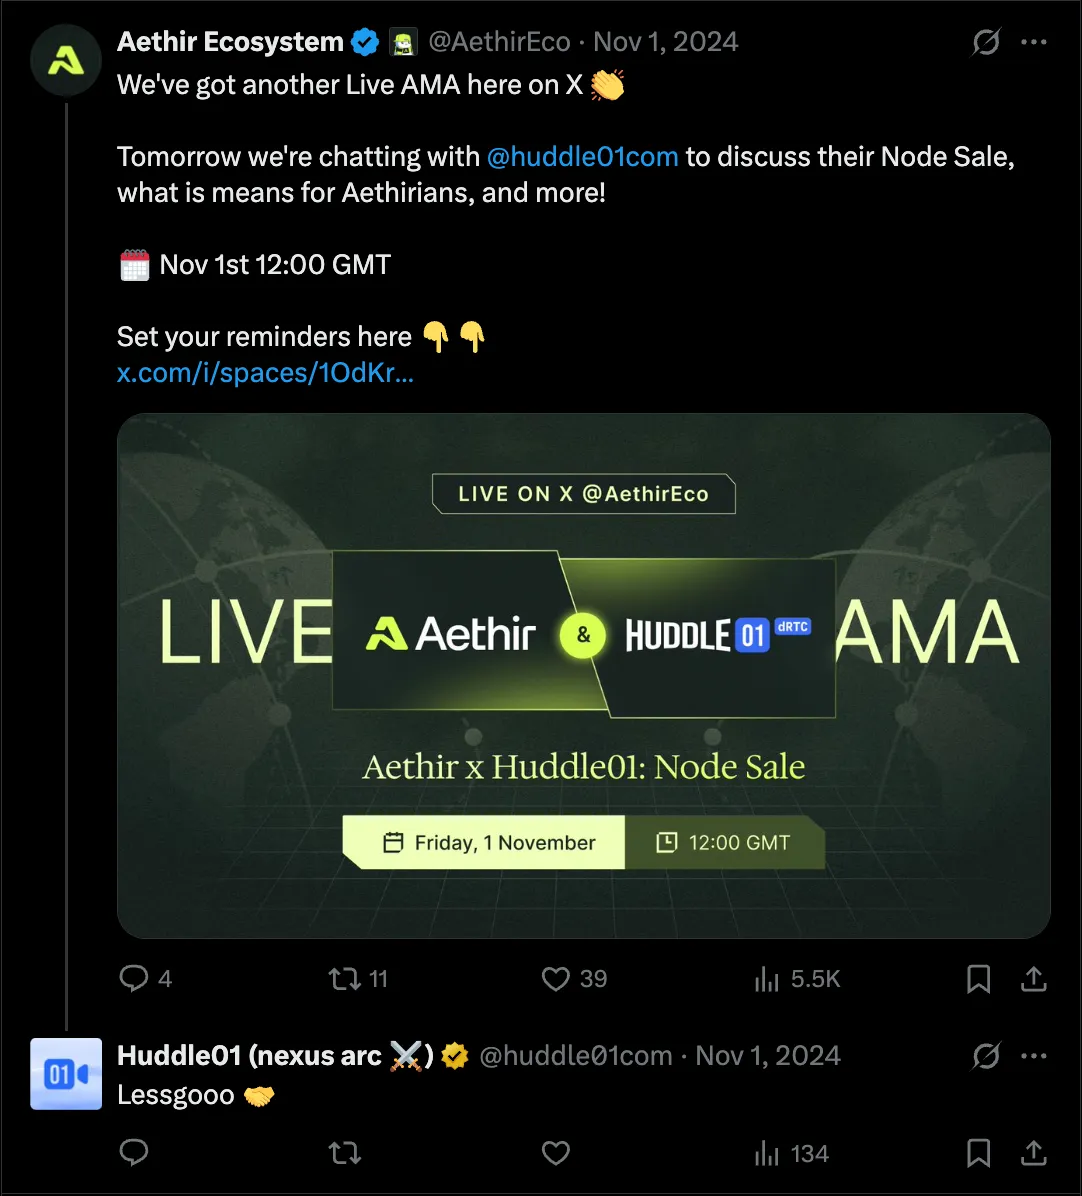 Aethir Ecosystem @AethirEco · Nov 1, 2024
We've got another Live AMA here on X 👏
Tomorrow we're chatting with @huddle01com to discuss their Node Sale,
what is means for Aethirians, and more!
🗓️ Nov 1st 12:00 GMT
Set your reminders here 👇👇
x.com/i/spaces/1OdKr...
LIVE ON X @AethirEco
LIVE Aethir & HUDDLE 01 dRTC AMA
Aethir x Huddle01: Node Sale
Friday, 1 November 12:00 GMT
4 11 39 5.5K
01
Huddle01 (nexus arc ⚔️) @huddle01com · Nov 1, 2024
Lessgooo 🤝
134